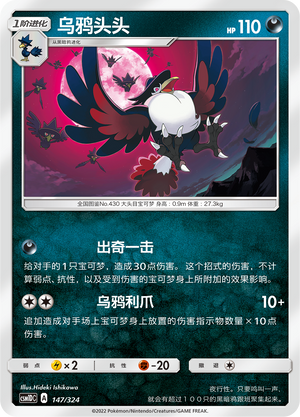 1阶进化
乌鸦头头
HP 110
从黑暗鸦进化
全国图鉴No.430 大头目宝可梦 身高：0.9m 体重：27.3kg
出奇一击
给对手的1只宝可梦，造成30点伤害。这个招式的伤害，不计
算弱点、抗性，以及受到伤害的宝可梦身上所附加的效果影响。
乌鸦利爪 10+
追加造成对手场上宝可梦身上放置的伤害指示物数量×10点
伤害。
弱点 ×2 抗性 -20 撤退
Illus.Hideki Ishikawa
CSM1DC A 147/324
夜行性。只要鸣叫一声，
就会有超过100只的黑暗鸦跟班聚集起来。
©2022 Pokémon/Nintendo/Creatures/GAME FREAK.